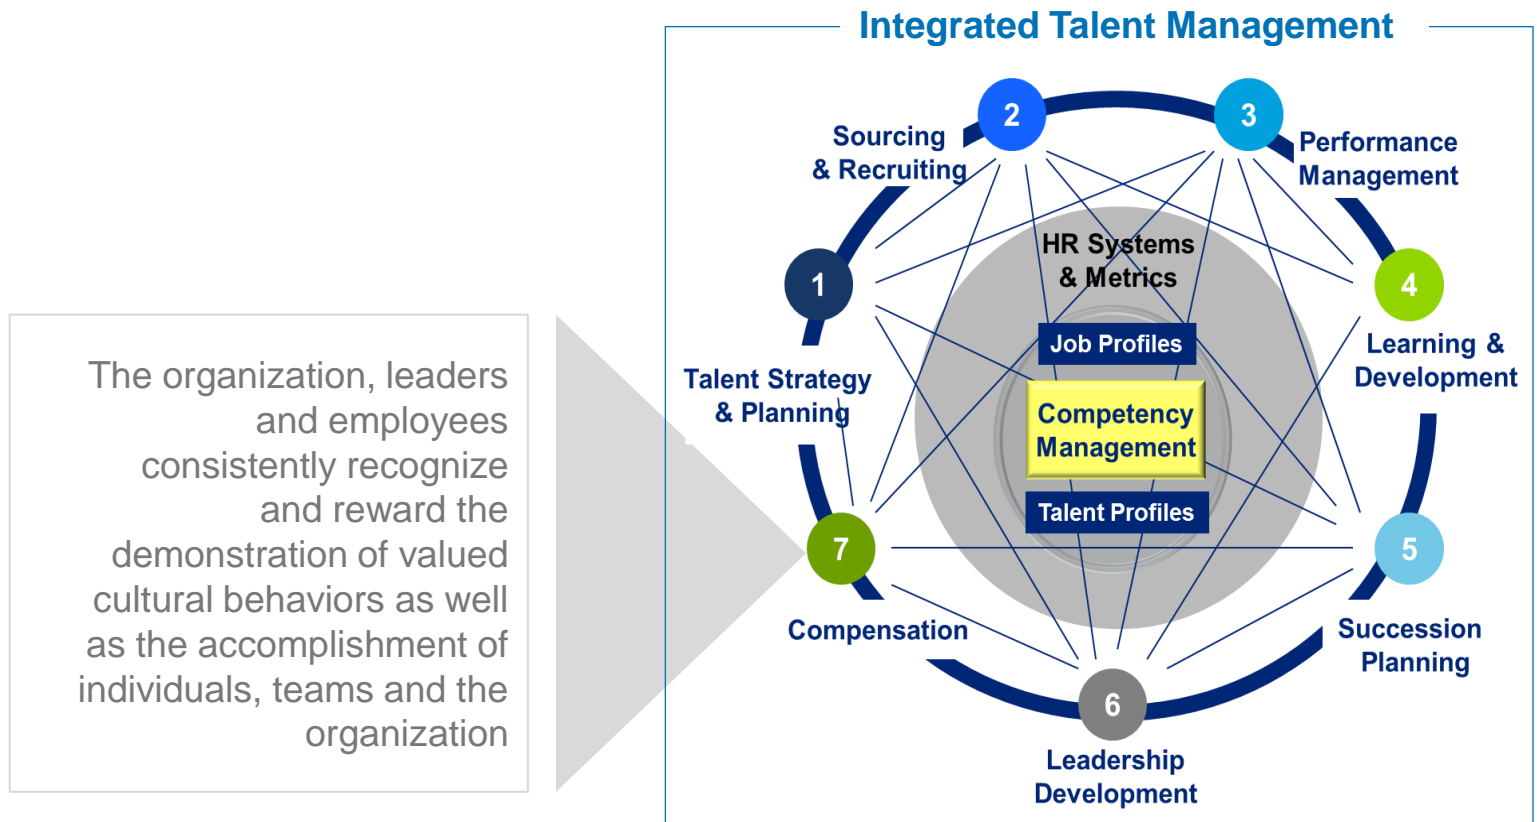 Integrated Talent Management
The organization, leaders
and employees
consistently recognize
and reward the
demonstration of valued
cultural behaviors as well
as the accomplishment of
individuals, teams and the
organization
1
Talent Strategy
& Planning
2
Sourcing
& Recruiting
3
Performance
Management
4
Learning &
Development
5
Succession
Planning
6
Leadership
Development
7
Compensation
HR Systems
& Metrics
Job Profiles
Competency
Management
Talent Profiles